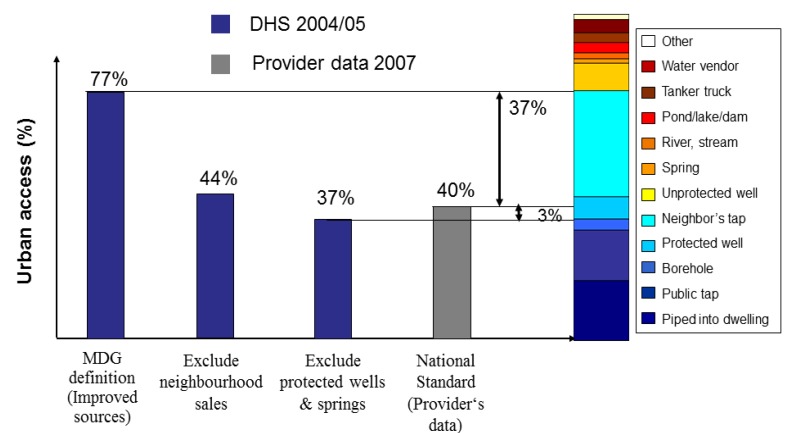 DHS 2004/05
Provider data 2007
Urban access (%)
77%
44%
37%
40%
37%
3%
MDG
definition
(Improved
sources)
Exclude
neighbourhood
sales
Exclude
protected wells
& springs
National
Standard
(Provider‘s
data)
Other
Water vendor
Tanker truck
Pond/lake/dam
River, stream
Spring
Unprotected well
Neighbor’s tap
Protected well
Borehole
Public tap
Piped into dwelling